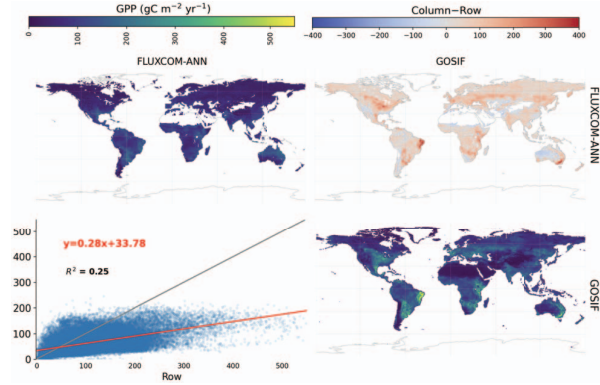 GPP (gC m⁻² yr⁻¹)
0 100 200 300 400 500
Column−Row
−400 −300 −200 −100 0 100 200 300 400
FLUXCOM-ANN
GOSIF
FLUXCOM-ANN
500
400
300
200
100
0
y=0.28x+33.78
R² = 0.25
0 100 200 300 400 500
Row
GOSIF